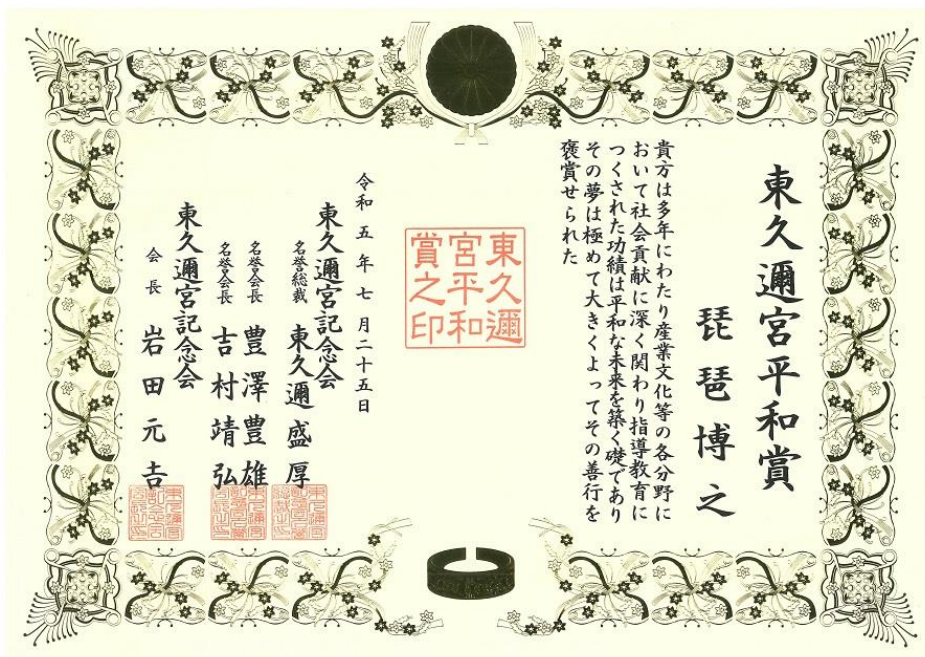 東久邇宮平和賞
琵琶博之
貴方は多年にわたり産業文化等の各分野に
おいて社会貢献に深く関わり指導教育に
つくされた功績は平和な未来を築く礎であり
その夢は極めて大きくよってその善行を
褒賞せられた
東久邇
宮平和
賞之印
令和五年七月二十五日
東久邇宮記念会
名誉総裁 東久邇盛厚
名誉会長 豊澤豊雄
名誉会長 吉村靖弘
東久邇宮記念会
会長 岩田元吉